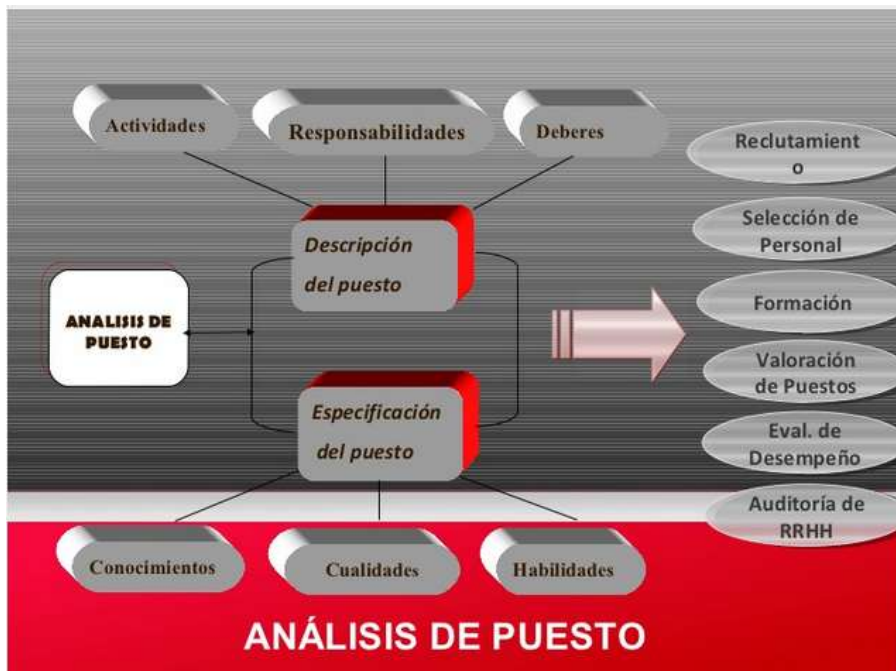 Actividades
Responsabilidades
Deberes
Descripción
del puesto
ANALISIS DE
PUESTO
Especificación
del puesto
Conocimientos
Cualidades
Habilidades
Reclutamient
o
Selección de
Personal
Formación
Valoración
de Puestos
Eval. de
Desempeño
Auditoría de
RRHH
ANÁLISIS DE PUESTO